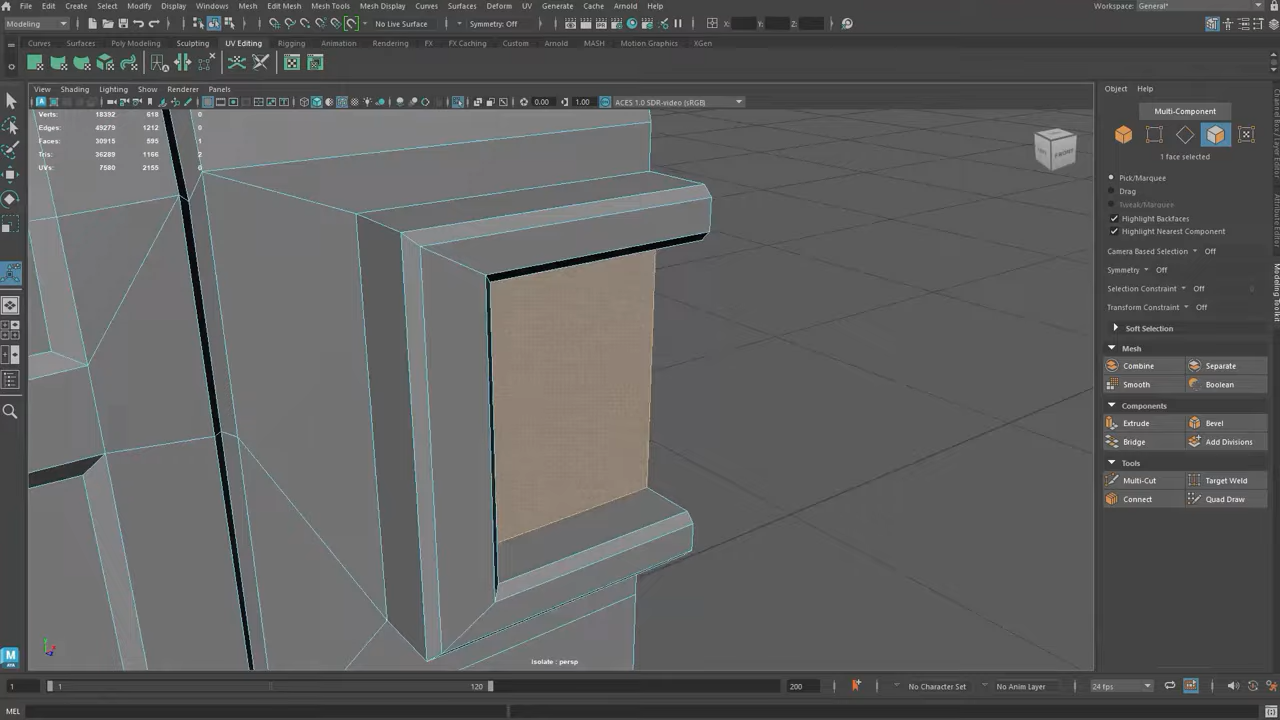 File Edit Create Select Modify Display Windows Mesh Edit Mesh Mesh Tools Mesh Display Curves Surfaces Deform UV Generate Cache Arnold Help
Workspace: General*
Modeling
No Live Surface
Symmetry: Off
X:
Y:
Z:
Curves Surfaces Poly Modeling Sculpting UV Editing Rigging Animation Rendering FX FX Caching Custom Arnold MASH Motion Graphics XGen
View Shading Lighting Show Renderer Panels
Object Help
0.00
1.00
ACES 1.0 SDR-video (sRGB)
Multi-Component
Verts: 18392 618 0
Edges: 49279 1212 0
Faces: 30915 595 1
Tris: 36289 1166 2
UVs: 7580 2155 0
FRONT
1 face selected
Pick/Marquee
Drag
Tweak/Marquee
Highlight Backfaces
Highlight Nearest Component
Camera Based Selection Off
Symmetry Off
Selection Constraint Off
Transform Constraint Off
Soft Selection
Mesh
Combine Separate
Smooth Boolean
Components
Extrude Bevel
Bridge Add Divisions
Tools
Multi-Cut Target Weld
Connect Quad Draw
Channel Box / Layer Editor
Modeling Toolkit
isolate : persp
1
1
120
200
No Character Set
No Anim Layer
24 fps
MEL